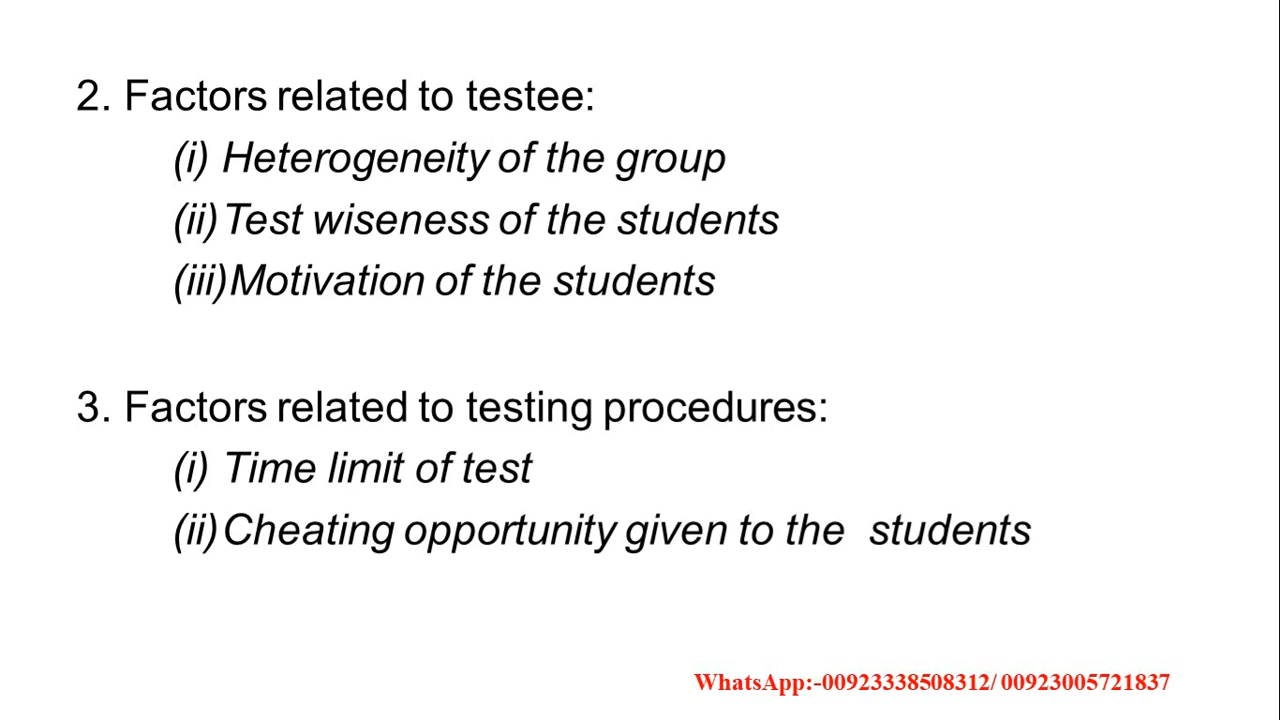 2. Factors related to testee:
(i) Heterogeneity of the group
(ii) Test wiseness of the students
(iii) Motivation of the students
3. Factors related to testing procedures:
(i) Time limit of test
(ii) Cheating opportunity given to the students
WhatsApp:-00923338508312/ 00923005721837